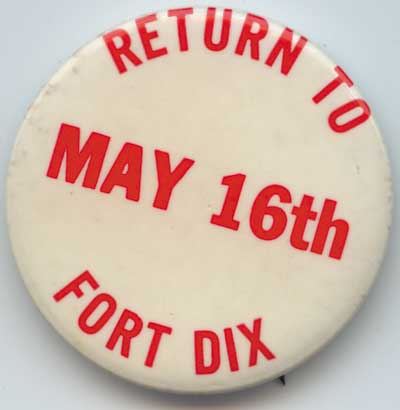 RETURN TO
MAY 16th
FORT DIX